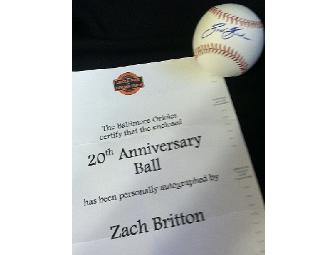 The Baltimore Orioles
certify that the enclosed
20th Anniversary
Ball
has been personally autographed by
Zach Britton